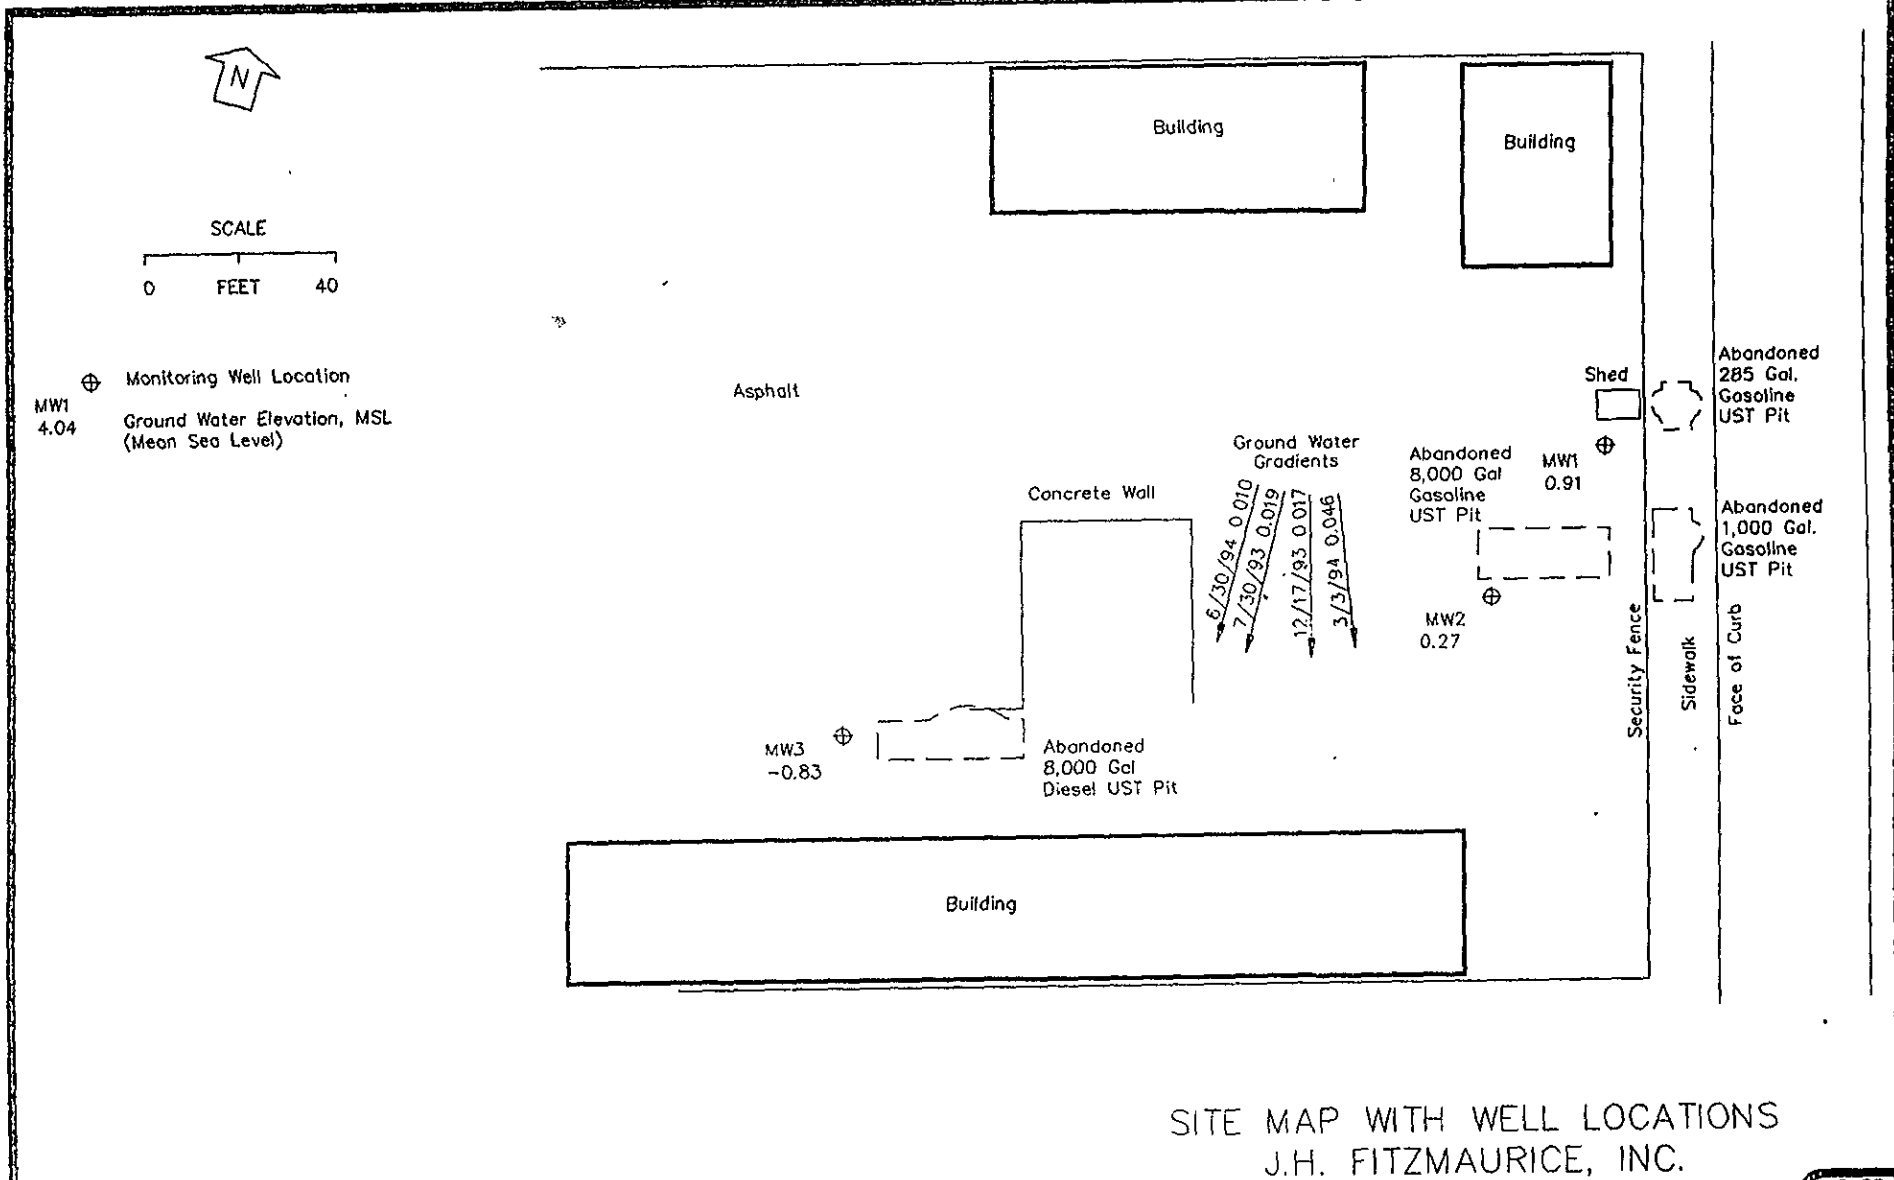 N
SCALE
0 FEET 40
Monitoring Well Location
MW1
4.04
Ground Water Elevation, MSL
(Mean Sea Level)
Building
Building
Asphalt
Shed
Abandoned
285 Gal.
Gasoline
UST Pit
Ground Water
Gradients
6/30/94 0 010
7/30/93 0.019
12/17/93 0 017
3/3/94 0.046
Abandoned
8,000 Gal
Gasoline
UST Pit
MW1
0.91
Concrete Wall
Abandoned
1,000 Gal.
Gasoline
UST Pit
MW2
0.27
Security Fence
Sidewalk
Face of Curb
MW3
-0.83
Abandoned
8,000 Gal
Diesel UST Pit
Building
SITE MAP WITH WELL LOCATIONS
J.H. FITZMAURICE, INC.